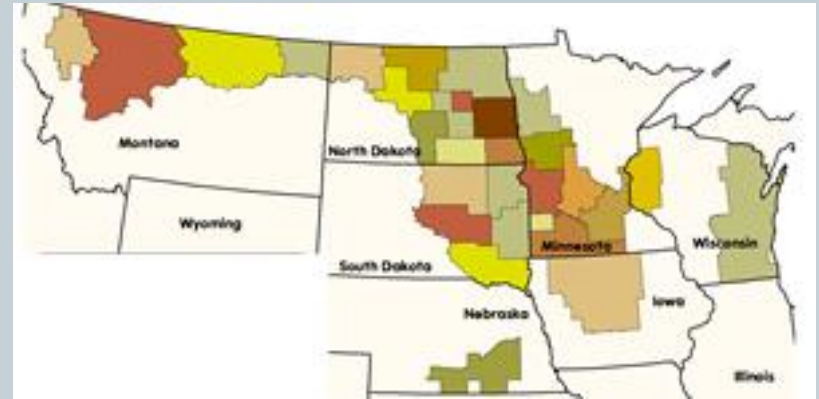 Montana
North Dakota
Wyoming
Minnesota
Wisconsin
South Dakota
Iowa
Nebraska
Illinois